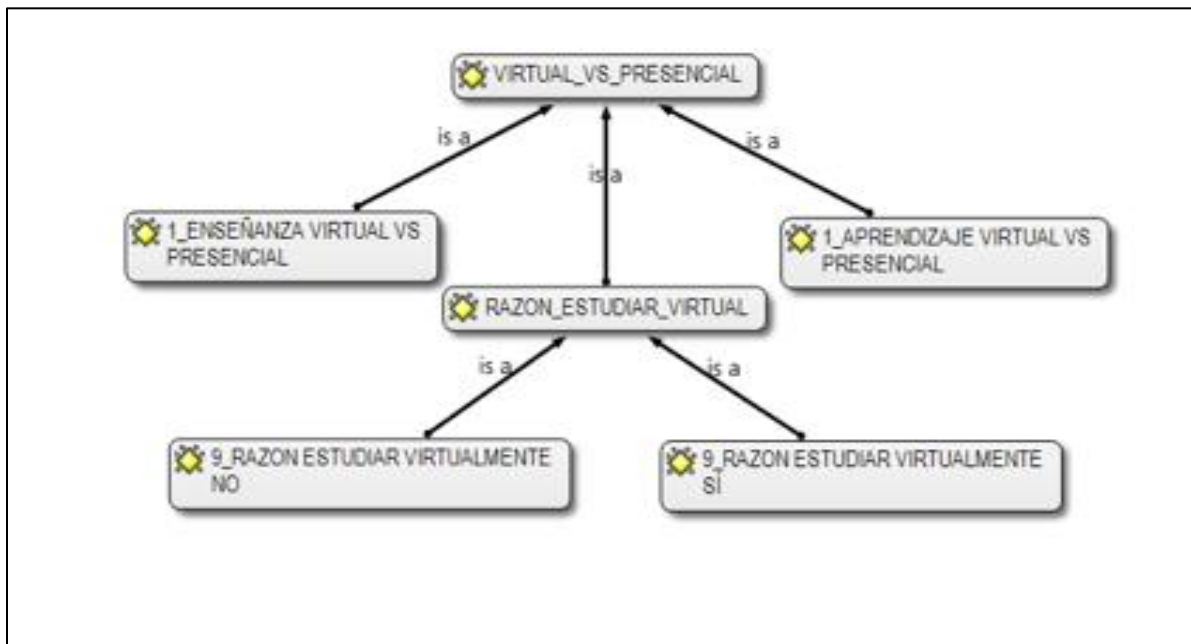 VIRTUAL_VS_PRESENCIAL
is a
is a
is a
1_ENSEÑANZA VIRTUAL VS
PRESENCIAL
1_APRENDIZAJE VIRTUAL VS
PRESENCIAL
RAZON_ESTUDIAR_VIRTUAL
is a
is a
9_RAZON ESTUDIAR VIRTUALMENTE
NO
9_RAZON ESTUDIAR VIRTUALMENTE
SÍ